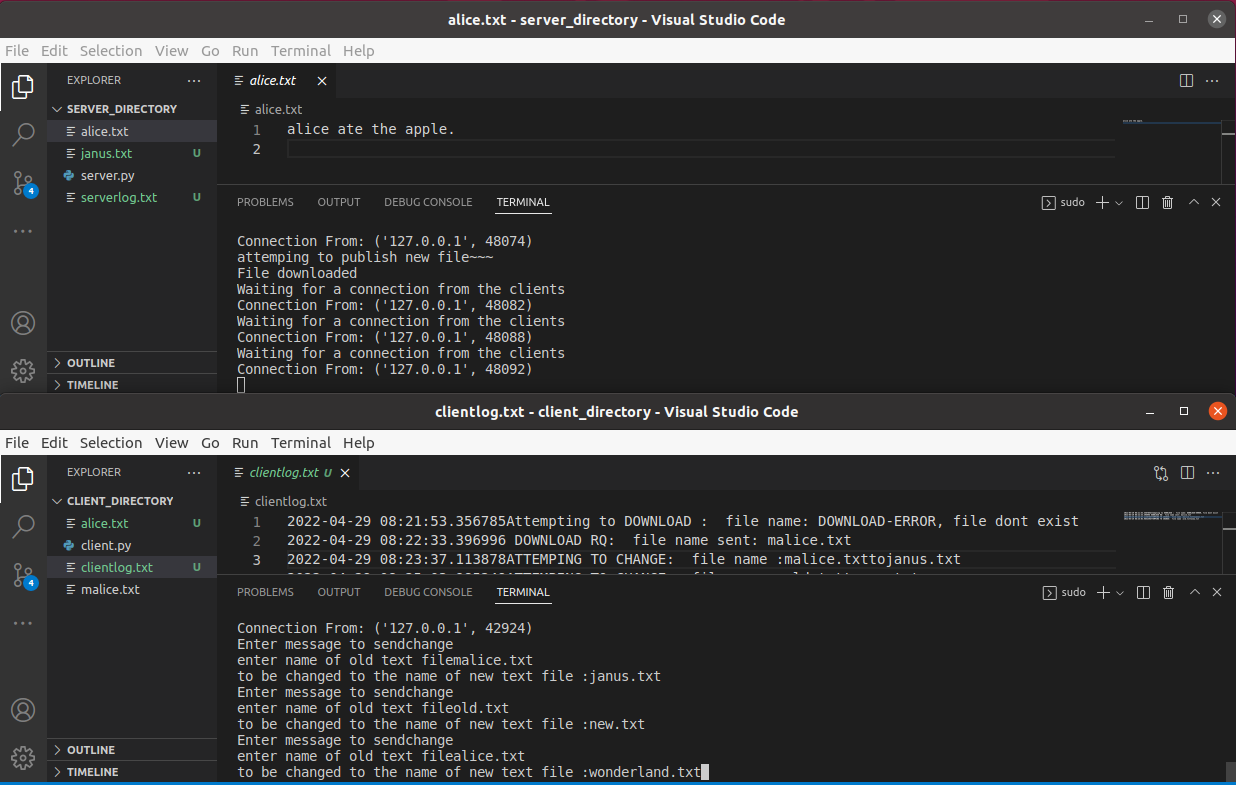 alice.txt - server_directory - Visual Studio Code
File Edit Selection View Go Run Terminal Help
EXPLORER
SERVER_DIRECTORY
alice.txt
janus.txt U
server.py
serverlog.txt U
4
OUTLINE
TIMELINE
alice.txt
alice.txt
1 alice ate the apple.
2
PROBLEMS OUTPUT DEBUG CONSOLE TERMINAL
sudo
Connection From: ('127.0.0.1', 48074)
attemping to publish new file~~~
File downloaded
Waiting for a connection from the clients
Connection From: ('127.0.0.1', 48082)
Waiting for a connection from the clients
Connection From: ('127.0.0.1', 48088)
Waiting for a connection from the clients
Connection From: ('127.0.0.1', 48092)
clientlog.txt - client_directory - Visual Studio Code
File Edit Selection View Go Run Terminal Help
EXPLORER
CLIENT_DIRECTORY
alice.txt U
client.py
clientlog.txt U
malice.txt
4
OUTLINE
TIMELINE
clientlog.txt U
clientlog.txt
1 2022-04-29 08:21:53.356785Attempting to DOWNLOAD :  file name: DOWNLOAD-ERROR, file dont exist
2 2022-04-29 08:22:33.396996 DOWNLOAD RQ:  file name sent: malice.txt
3 2022-04-29 08:23:37.113878ATTEMPING TO CHANGE:  file name :malice.txttojanus.txt
PROBLEMS OUTPUT DEBUG CONSOLE TERMINAL
sudo
Connection From: ('127.0.0.1', 42924)
Enter message to sendchange
enter name of old text filemalice.txt
to be changed to the name of new text file :janus.txt
Enter message to sendchange
enter name of old text fileold.txt
to be changed to the name of new text file :new.txt
Enter message to sendchange
enter name of old text filealice.txt
to be changed to the name of new text file :wonderland.txt